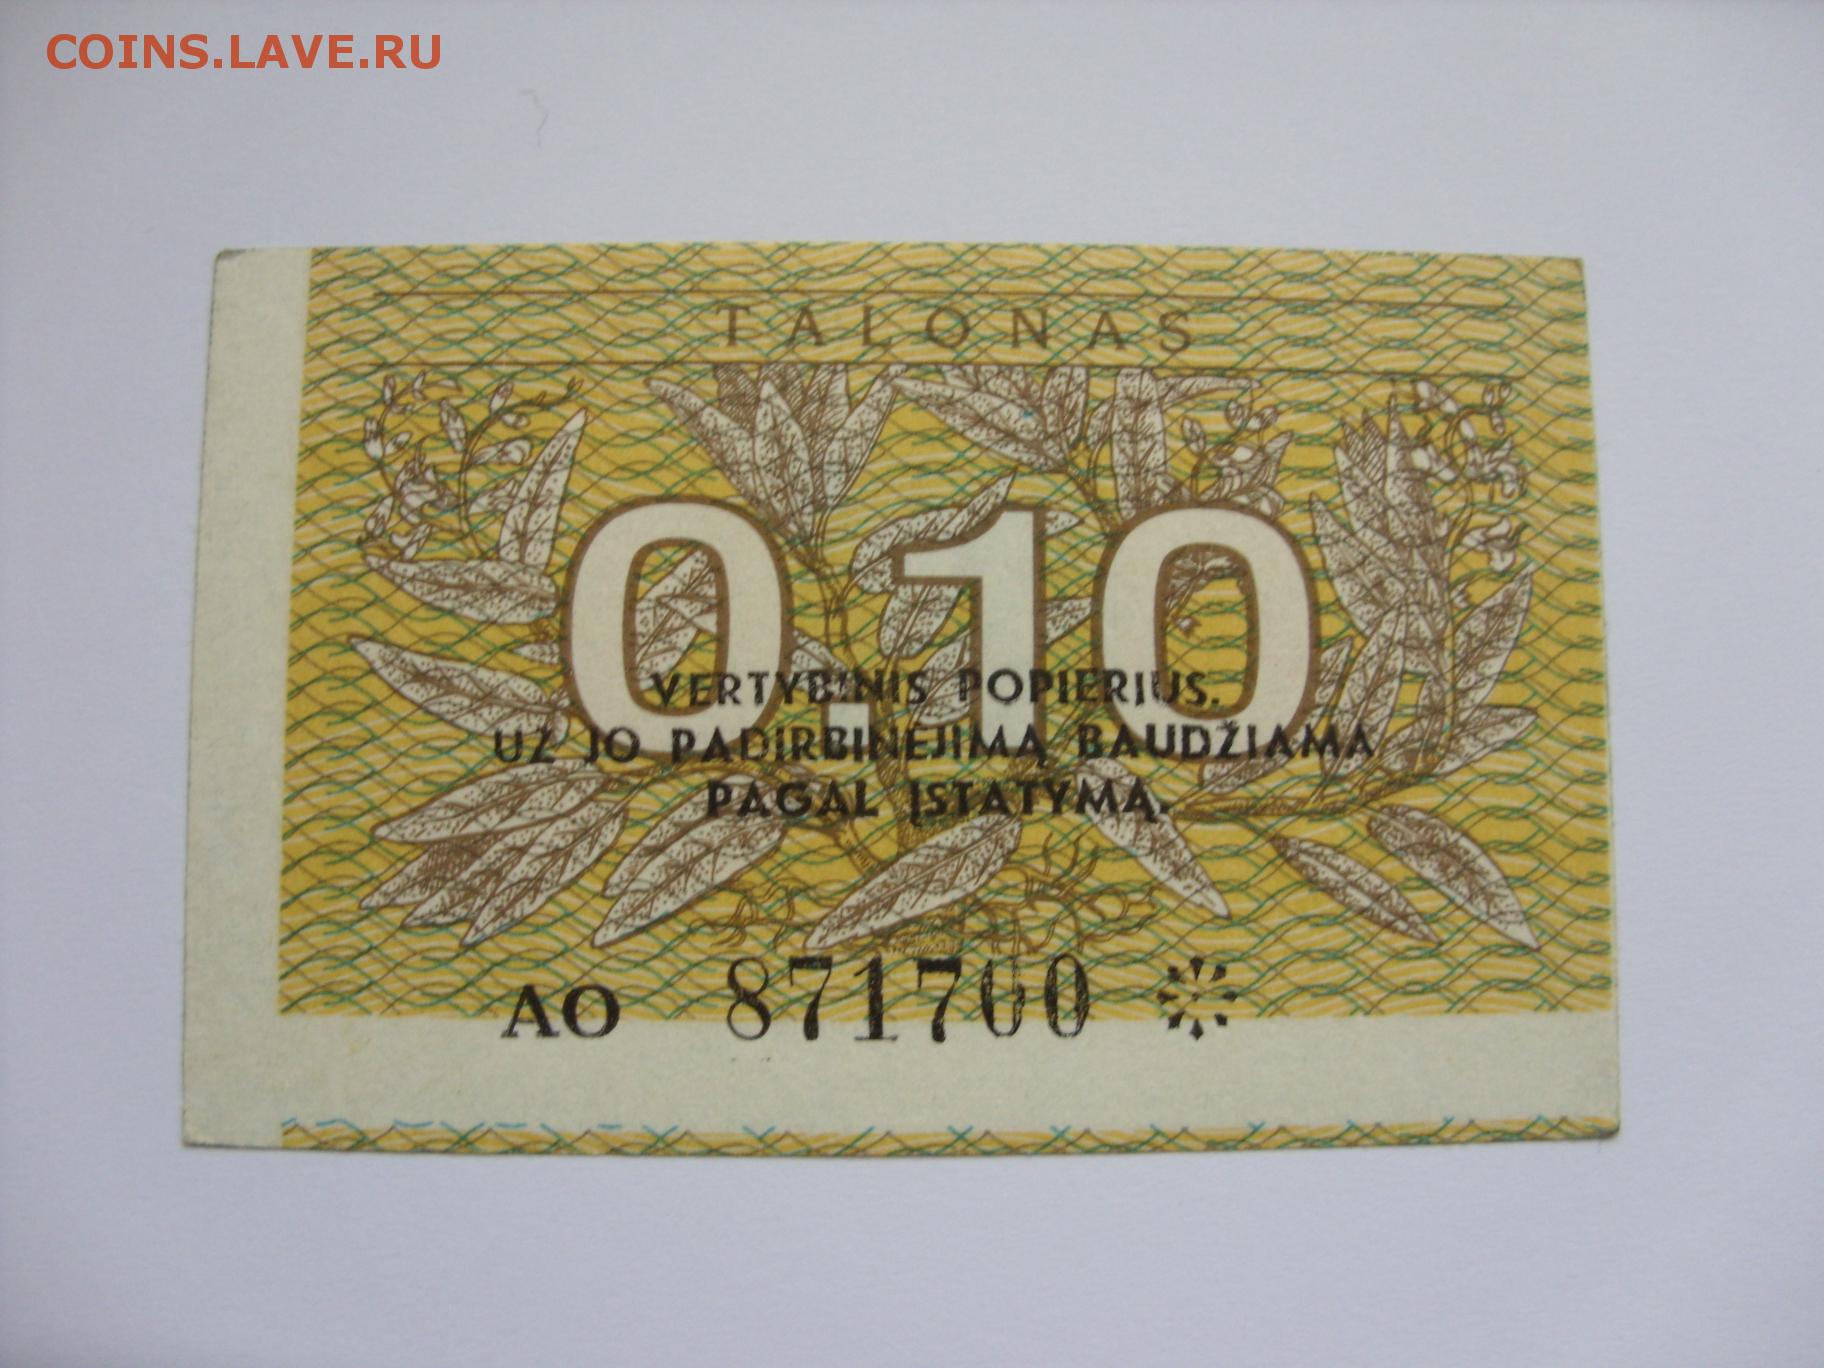 COINS.LAVE.RU
TALONAS
0.10
VERTYBINIS POPIERIUS.
UŽ JO PADIRBINĖJIMĄ BAUDŽIAMA
PAGAL ĮSTATYMĄ.
AO 871700